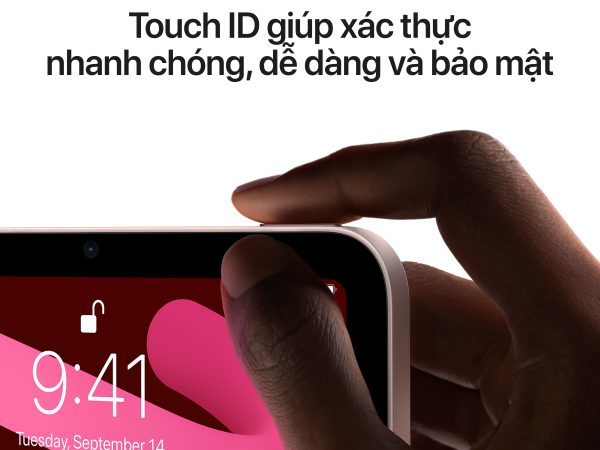 Touch ID giúp xác thực
nhanh chóng, dễ dàng và bảo mật
9:41
Tuesday, September 14